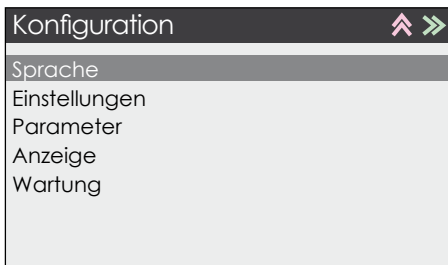 Konfiguration
Sprache
Einstellungen
Parameter
Anzeige
Wartung